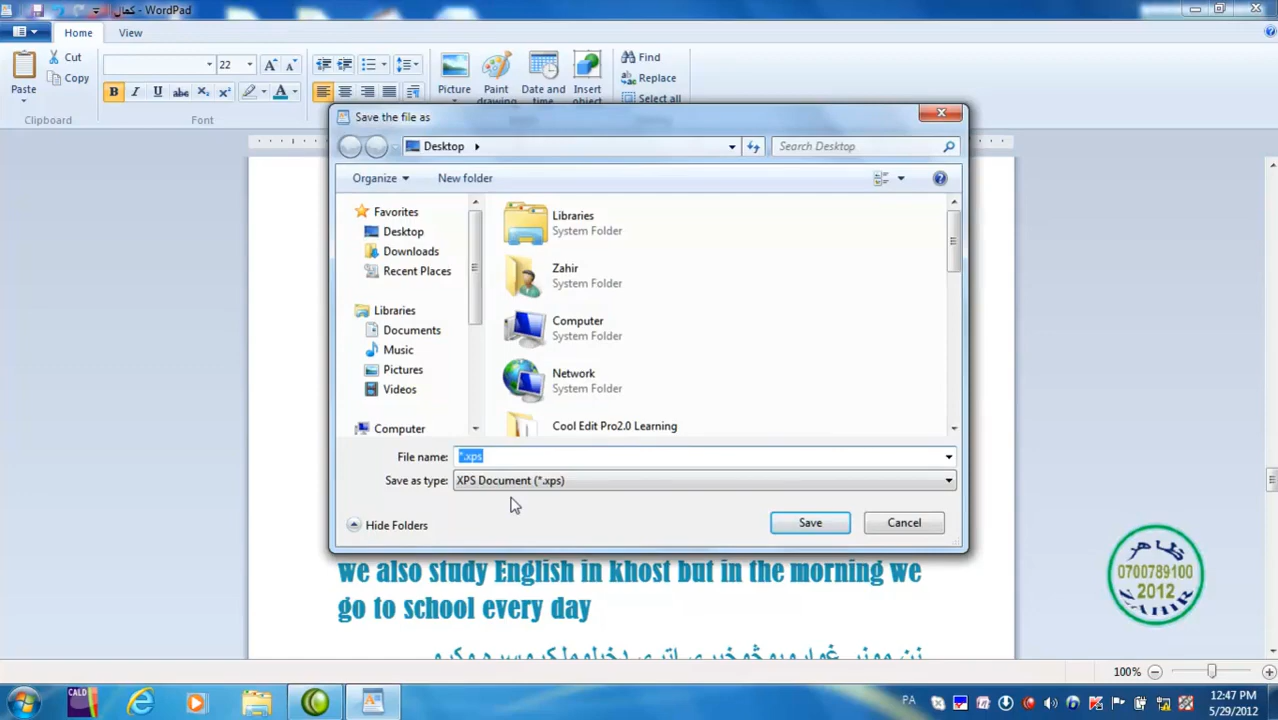 كمال - WordPad
Home
View
Cut
Copy
Paste
Clipboard
22
Font
Picture
Paint drawing
Date and time
Insert object
Find
Replace
Select all
Save the file as
Desktop
Search Desktop
Organize
New folder
Favorites
Desktop
Downloads
Recent Places
Libraries
Documents
Music
Pictures
Videos
Computer
Libraries
System Folder
Zahir
System Folder
Computer
System Folder
Network
System Folder
Cool Edit Pro2.0 Learning
File name: *.xps
Save as type: XPS Document (*.xps)
Hide Folders
Save
Cancel
we also study English in khost but in the morning we
go to school every day
ظاهر
0700789100
2012
ZAHIR
100%
CALD
PA
12:47 PM
5/29/2012